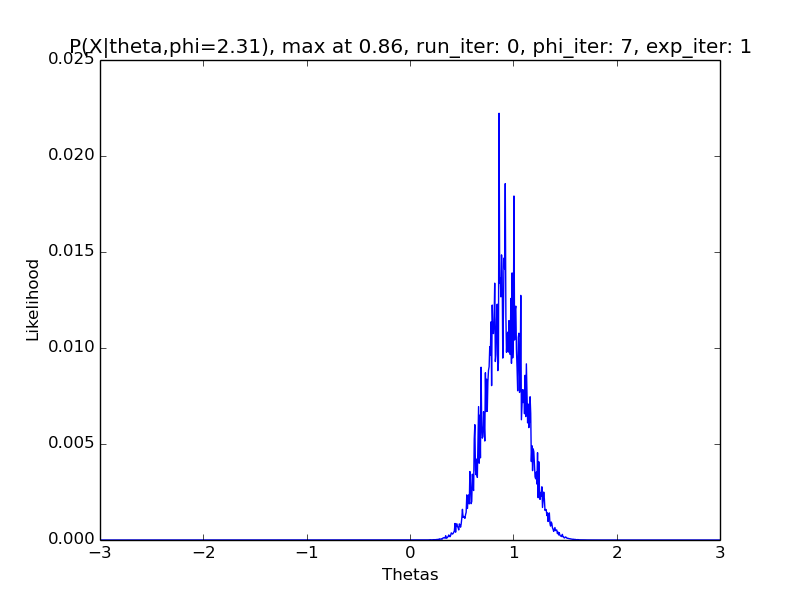 P(X|theta,phi=2.31), max at 0.86, run_iter: 0, phi_iter: 7, exp_iter: 1
0.025
0.020
0.015
0.010
0.005
0.000
Likelihood
−3 −2 −1 0 1 2 3
Thetas